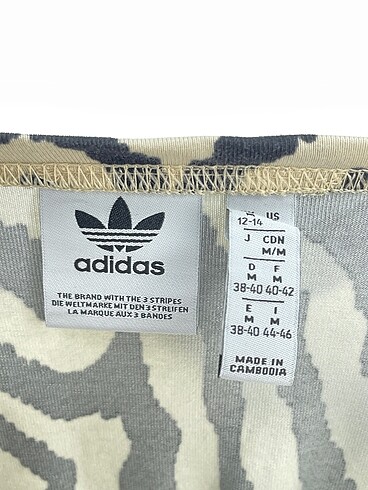 adidas
THE BRAND WITH THE 3 STRIPES
DIE WELTMARKE MIT DEN 3 STREIFEN
LA MARQUE AUX 3 BANDES
US
12-14
J CDN
M/M
D F
M M
38-40 40-42
E I
M M
38-40 44-46
MADE IN
CAMBODIA